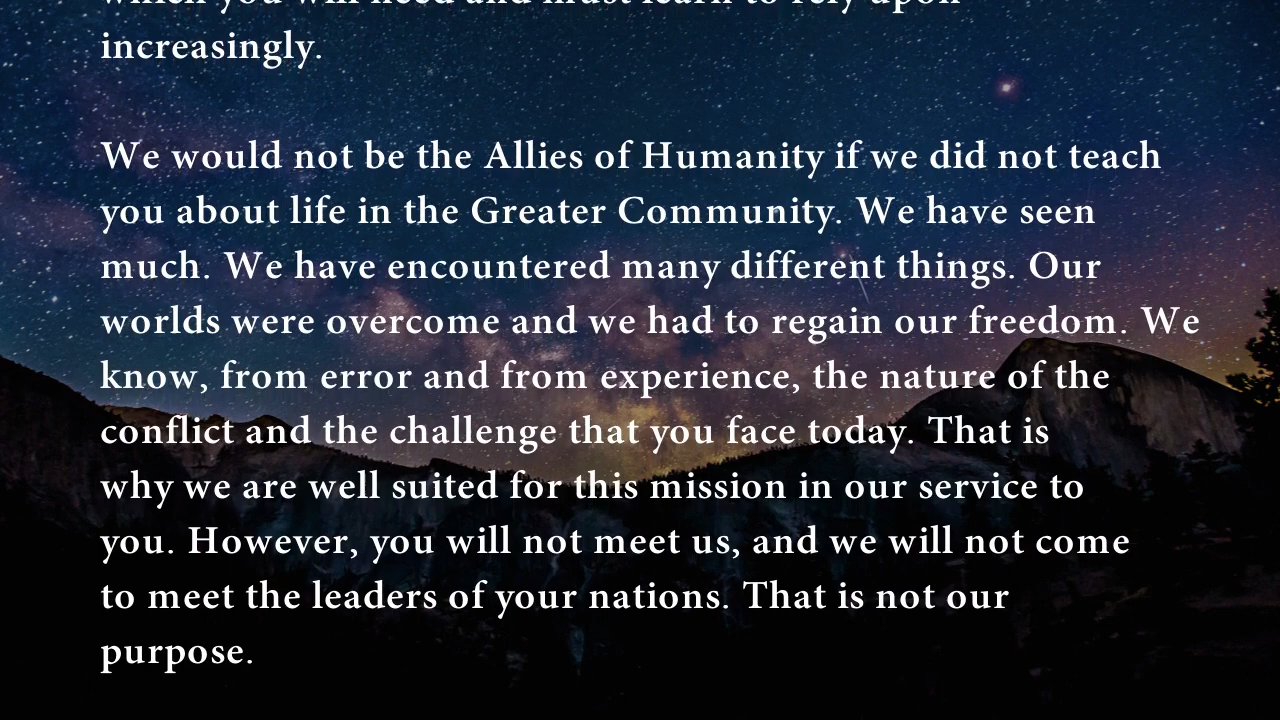 which you will need and must learn to rely upon
increasingly.
We would not be the Allies of Humanity if we did not teach
you about life in the Greater Community. We have seen
much. We have encountered many different things. Our
worlds were overcome and we had to regain our freedom. We
know, from error and from experience, the nature of the
conflict and the challenge that you face today. That is
why we are well suited for this mission in our service to
you. However, you will not meet us, and we will not come
to meet the leaders of your nations. That is not our
purpose.